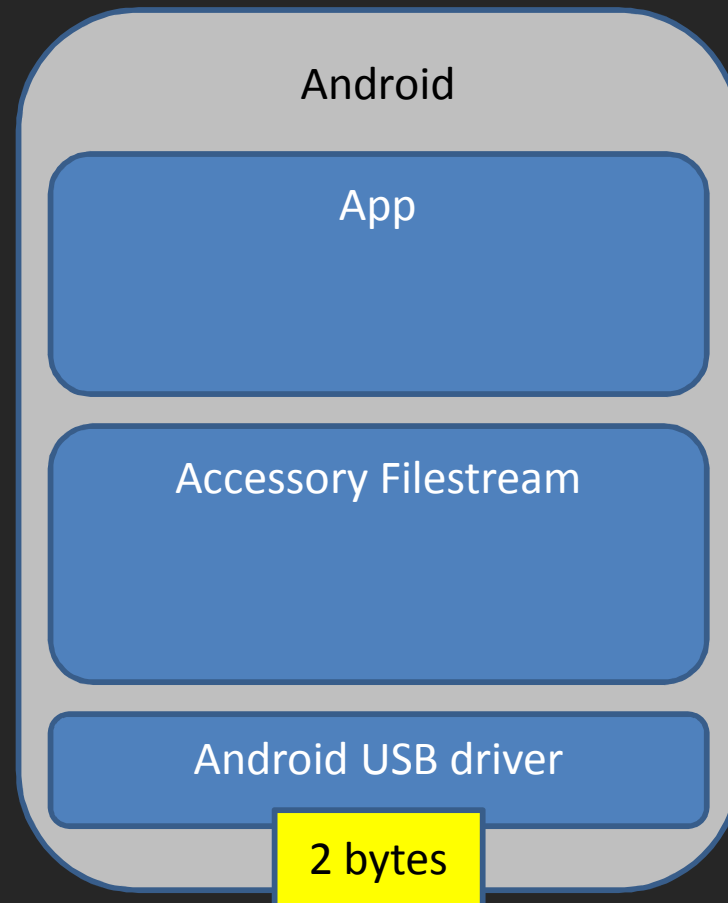 Android
App
Accessory Filestream
Android USB driver
2 bytes